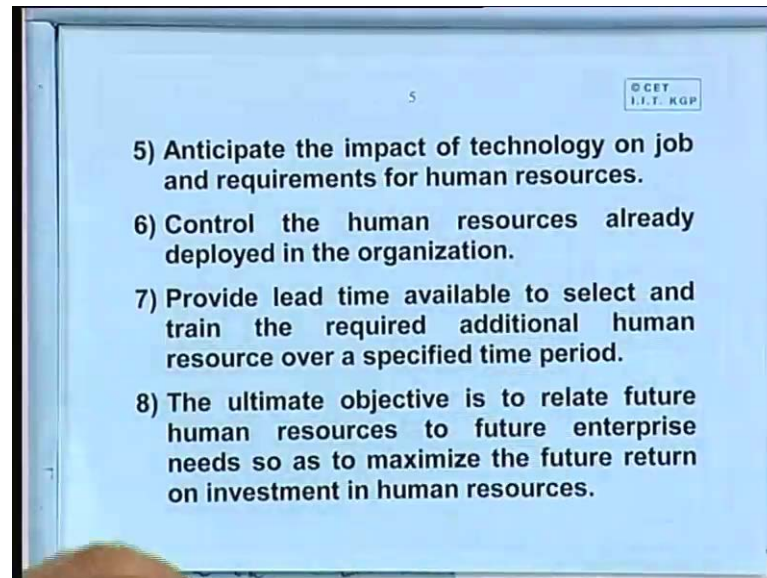 5
© CET
I.I.T. KGP
5) Anticipate the impact of technology on job
and requirements for human resources.
6) Control the human resources already
deployed in the organization.
7) Provide lead time available to select and
train the required additional human
resource over a specified time period.
8) The ultimate objective is to relate future
human resources to future enterprise
needs so as to maximize the future return
on investment in human resources.